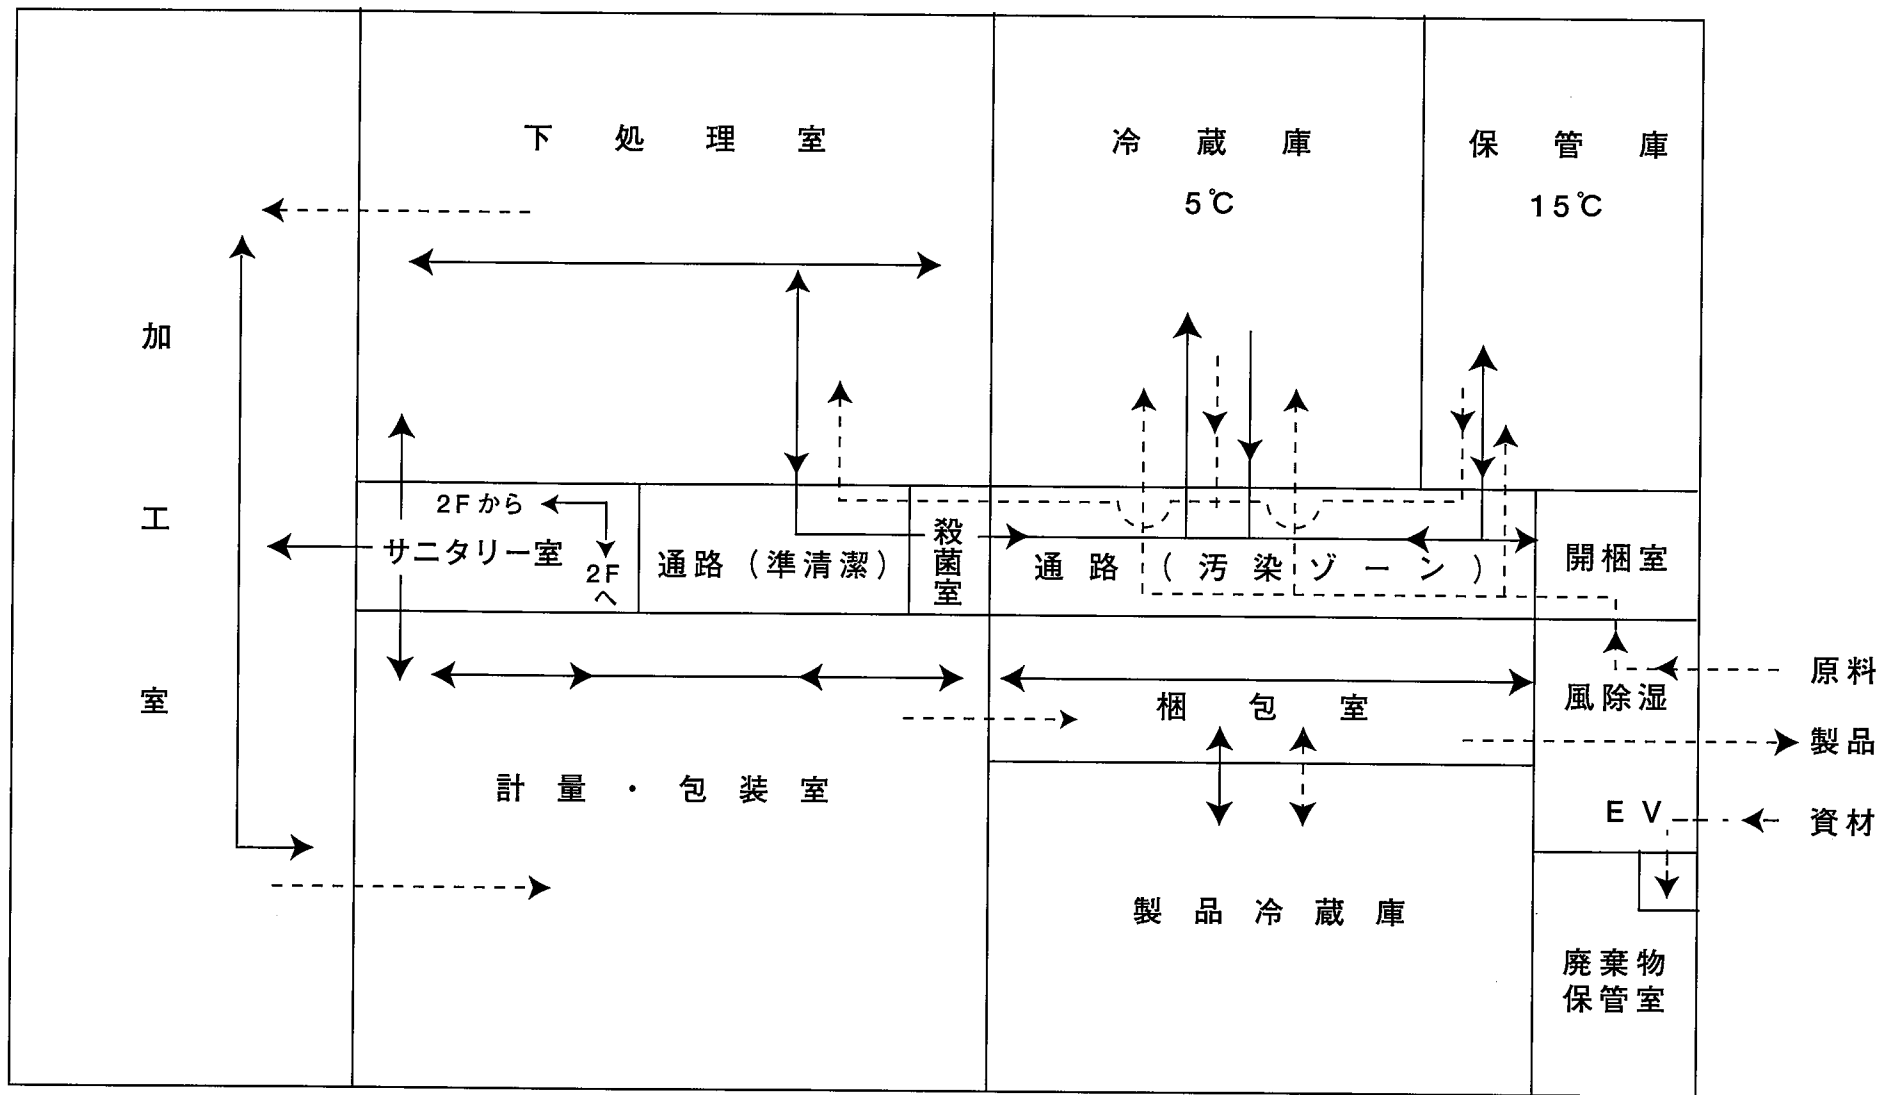 下処理室
冷蔵庫
5℃
保管庫
15℃
加工室
2Fから
サニタリー室
2Fへ
通路(準清潔)
殺菌室
通路(汚染ゾーン)
開梱室
原料
風除湿
梱包室
製品
計量・包装室
EV
資材
製品冷蔵庫
廃棄物
保管室